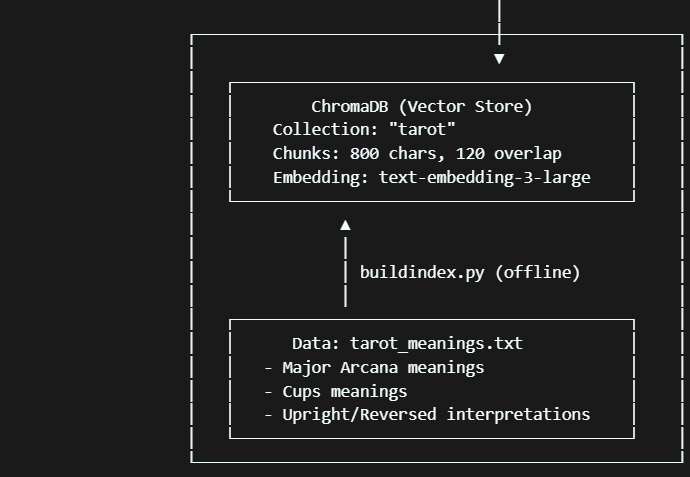 ChromaDB (Vector Store)
Collection: "tarot"
Chunks: 800 chars, 120 overlap
Embedding: text-embedding-3-large
buildindex.py (offline)
Data: tarot_meanings.txt
- Major Arcana meanings
- Cups meanings
- Upright/Reversed interpretations